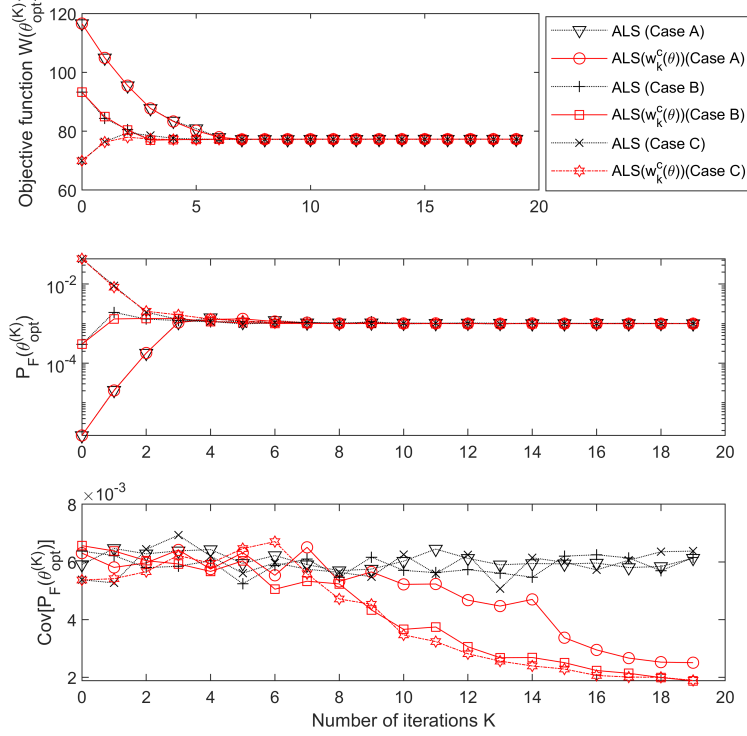 Objective function W(θ_opt^(K))
120
100
80
60
0 5 10 15 20
ALS (Case A)
ALS(w_k^c(θ))(Case A)
ALS (Case B)
ALS(w_k^c(θ))(Case B)
ALS (Case C)
ALS(w_k^c(θ))(Case C)
P_F(θ_opt^(K))
10^-2
10^-4
0 2 4 6 8 10 12 14 16 18 20
Cov[P_F(θ_opt^(K))]
×10^-3
8
6
4
2
0 2 4 6 8 10 12 14 16 18 20
Number of iterations K